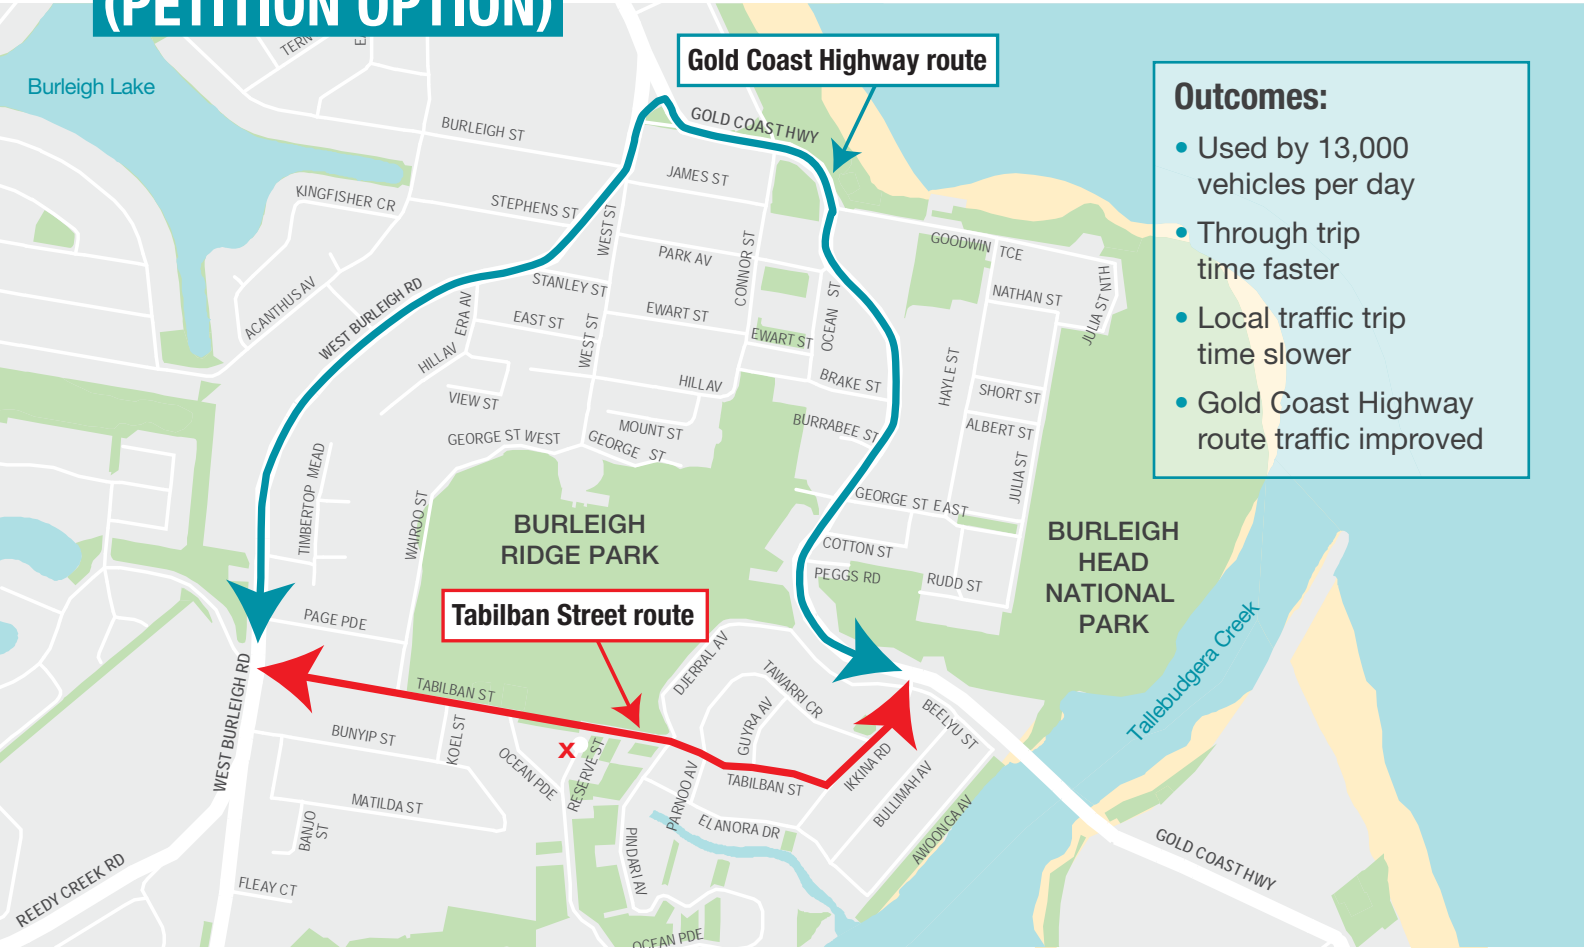 (PETITION OPTION)
Gold Coast Highway route
Outcomes:
• Used by 13,000
vehicles per day
• Through trip
time faster
• Local traffic trip
time slower
• Gold Coast Highway
route traffic improved
Burleigh Lake
TERN
BURLEIGH ST
GOLD COAST HWY
JAMES ST
KINGFISHER CR
STEPHENS ST
WEST ST
PARK AV
CONNOR ST
GOODWIN TCE
ACANTHUS AV
WEST BURLEIGH RD
ERA AV
STANLEY ST
EAST ST
WEST ST
EWART ST
EWART ST
OCEAN ST
NATHAN ST
JULIA ST NTH
HILL AV
VIEW ST
HILL AV
BRAKE ST
HAYLE ST
SHORT ST
MOUNT ST
BURRABEE ST
ALBERT ST
GEORGE ST WEST
GEORGE ST
JULIA ST
TIMBERTOP MEAD
WAIROO ST
GEORGE ST EAST
BURLEIGH
RIDGE PARK
BURLEIGH
HEAD
NATIONAL
PARK
COTTON ST
PEGGS RD
RUDD ST
Tabilban Street route
PAGE PDE
Tallebudgera Creek
DJERRAL AV
TAWARRI CR
GUYRA AV
TABILBAN ST
WEST BURLEIGH RD
BUNYIP ST
KOEL ST
OCEAN PDE
x
RESERVE ST
BEELYU ST
IKKINA RD
TABILBAN ST
PARNOO AV
BULLIMAH AV
AWOONGA AV
MATILDA ST
BANJO
ST
ELANORA DR
PINDARI AV
GOLD COAST HWY
REEDY CREEK RD
FLEAY CT
OCEAN PDE